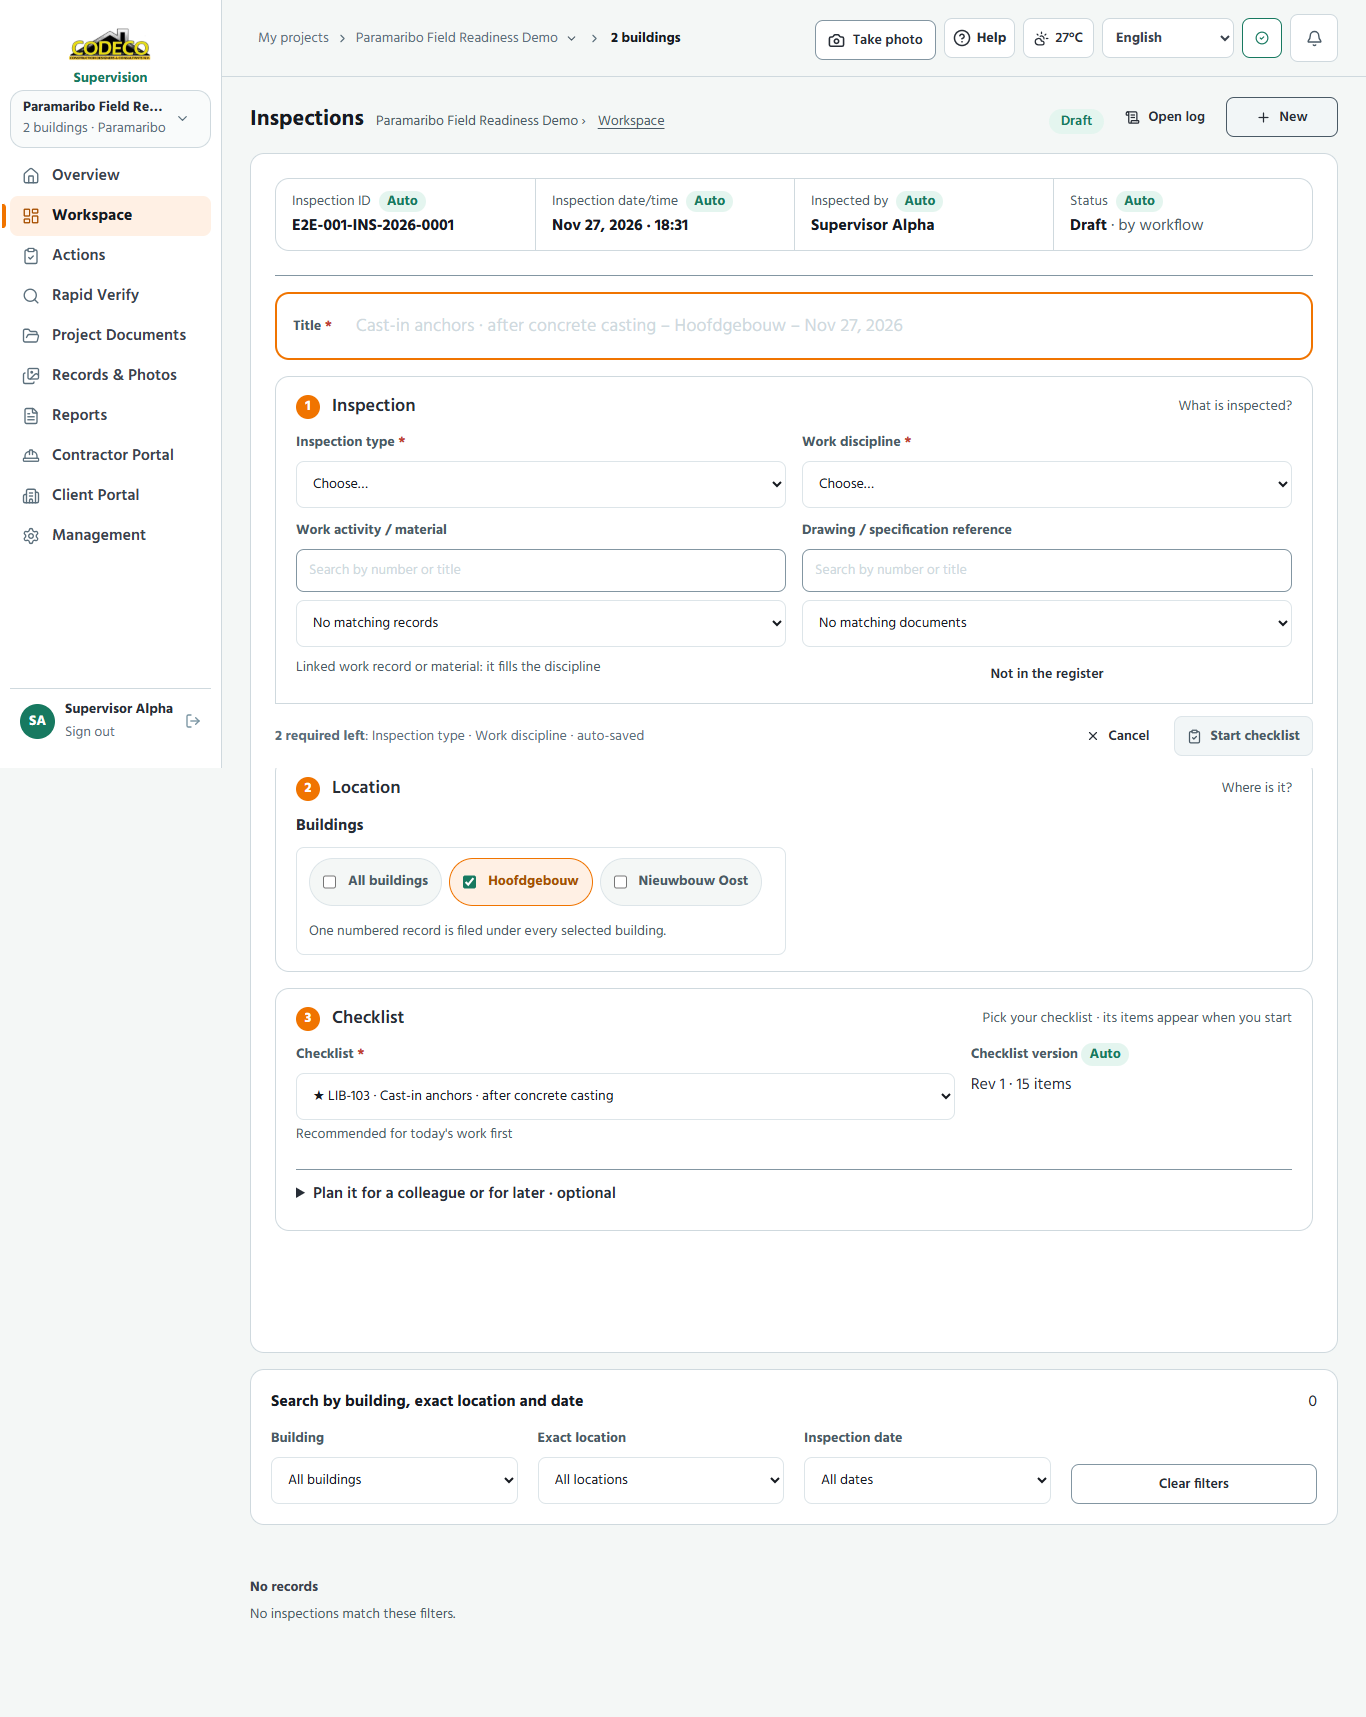 CODECO
Supervision
Paramaribo Field Re...
2 buildings · Paramaribo
Overview
Workspace
Actions
Rapid Verify
Project Documents
Records & Photos
Reports
Contractor Portal
Client Portal
Management
SA
Supervisor Alpha
Sign out
My projects
Paramaribo Field Readiness Demo
2 buildings
Take photo
Help
27°C
English
Inspections
Paramaribo Field Readiness Demo ›
Workspace
Draft
Open log
New
Inspection ID Auto
E2E-001-INS-2026-0001
Inspection date/time Auto
Nov 27, 2026 · 18:31
Inspected by Auto
Supervisor Alpha
Status Auto
Draft · by workflow
Title * Cast-in anchors · after concrete casting – Hoofdgebouw – Nov 27, 2026
1 Inspection
What is inspected?
Inspection type *
Choose...
Work discipline *
Choose...
Work activity / material
Search by number or title
No matching records
Linked work record or material: it fills the discipline
Drawing / specification reference
Search by number or title
No matching documents
Not in the register
2 required left: Inspection type · Work discipline · auto-saved
Cancel
Start checklist
2 Location
Where is it?
Buildings
All buildings
Hoofdgebouw
Nieuwbouw Oost
One numbered record is filed under every selected building.
3 Checklist
Pick your checklist · its items appear when you start
Checklist *
★ LIB-103 · Cast-in anchors · after concrete casting
Recommended for today's work first
Checklist version Auto
Rev 1 · 15 items
Plan it for a colleague or for later · optional
Search by building, exact location and date
0
Building
All buildings
Exact location
All locations
Inspection date
All dates
Clear filters
No records
No inspections match these filters.